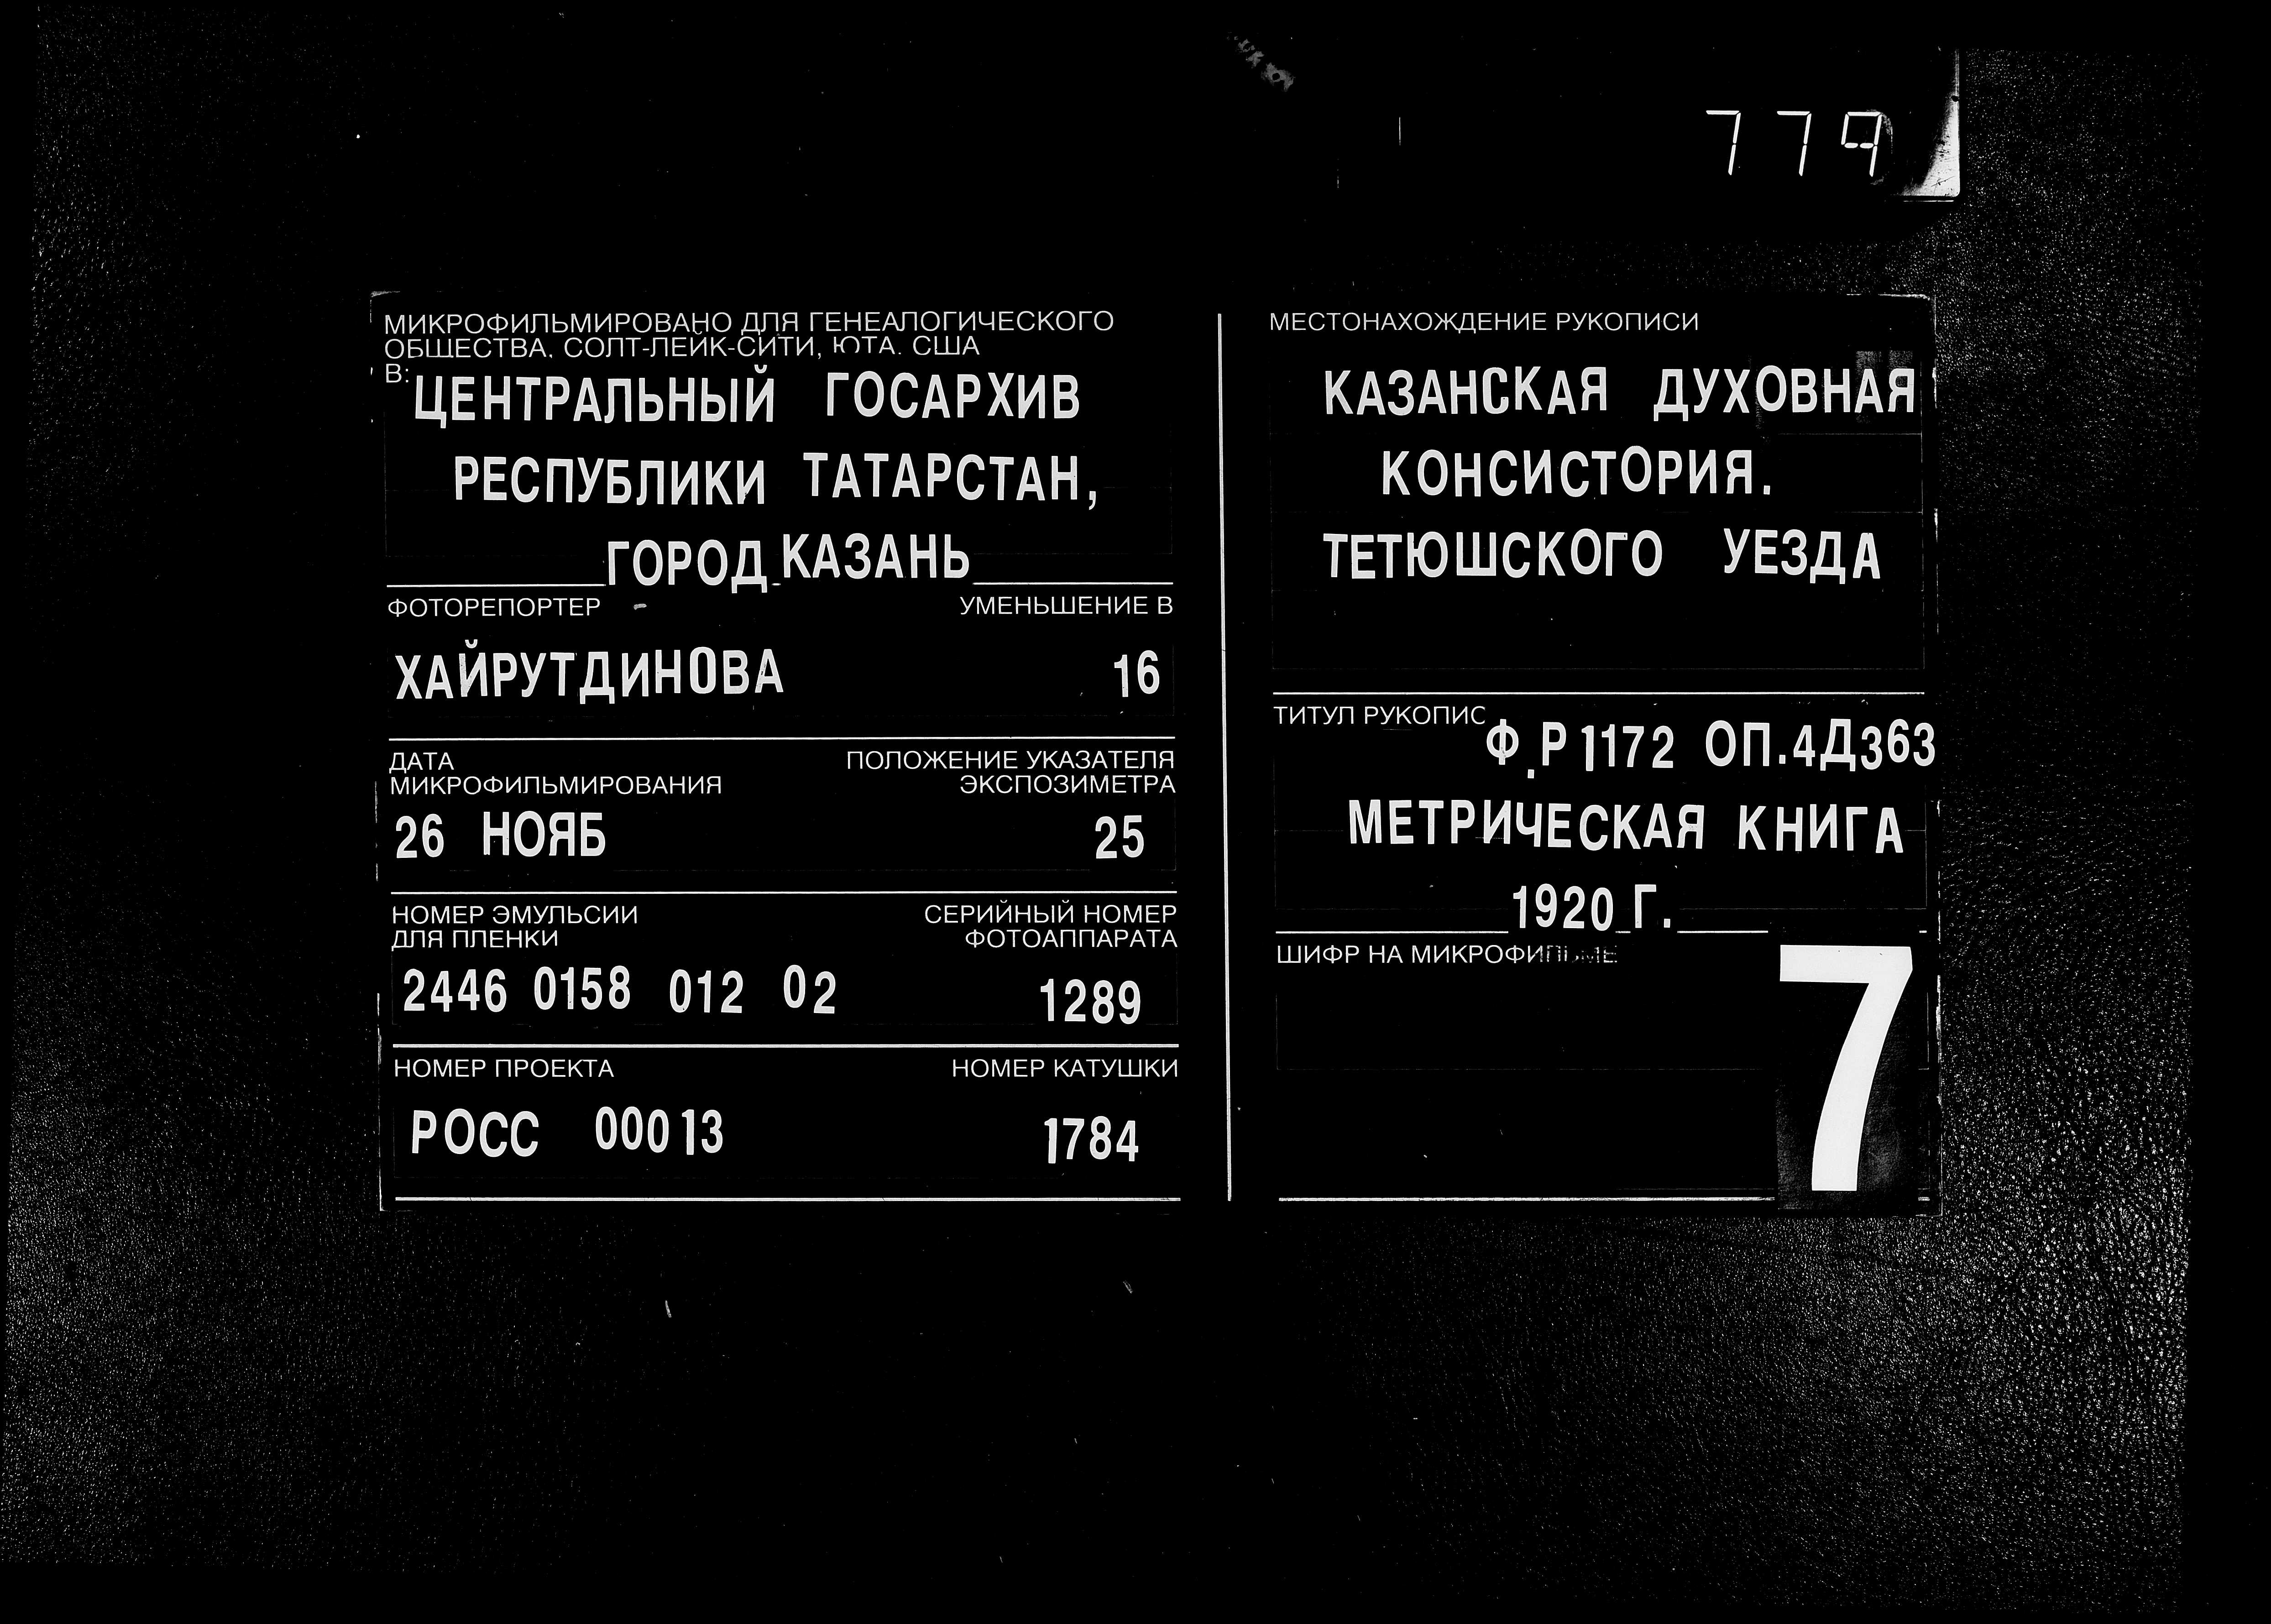 779
МИКРОФИЛЬМИРОВАНО ДЛЯ ГЕНЕАЛОГИЧЕСКОГО
ОБЩЕСТВА, СОЛТ-ЛЕЙК-СИТИ, ЮТА, США
В:
ЦЕНТРАЛЬНЫЙ ГОСАРХИВ
РЕСПУБЛИКИ ТАТАРСТАН,
ГОРОД КАЗАНЬ
ФОТОРЕПОРТЕР УМЕНЬШЕНИЕ В
ХАЙРУТДИНОВА 16
ДАТА ПОЛОЖЕНИЕ УКАЗАТЕЛЯ
МИКРОФИЛЬМИРОВАНИЯ ЭКСПОЗИМЕТРА
26 НОЯБ 25
НОМЕР ЭМУЛЬСИИ СЕРИЙНЫЙ НОМЕР
ДЛЯ ПЛЕНКИ ФОТОАППАРАТА
2446 0158 012 02 1289
НОМЕР ПРОЕКТА НОМЕР КАТУШКИ
РОСС 00013 1784
МЕСТОНАХОЖДЕНИЕ РУКОПИСИ
КАЗАНСКАЯ ДУХОВНАЯ
КОНСИСТОРИЯ.
ТЕТЮШСКОГО УЕЗДА
ТИТУЛ РУКОПИС
Ф.Р1172 ОП.4Д363
МЕТРИЧЕСКАЯ КНИГА
1920 Г.
ШИФР НА МИКРОФИЛЬМЕ
7